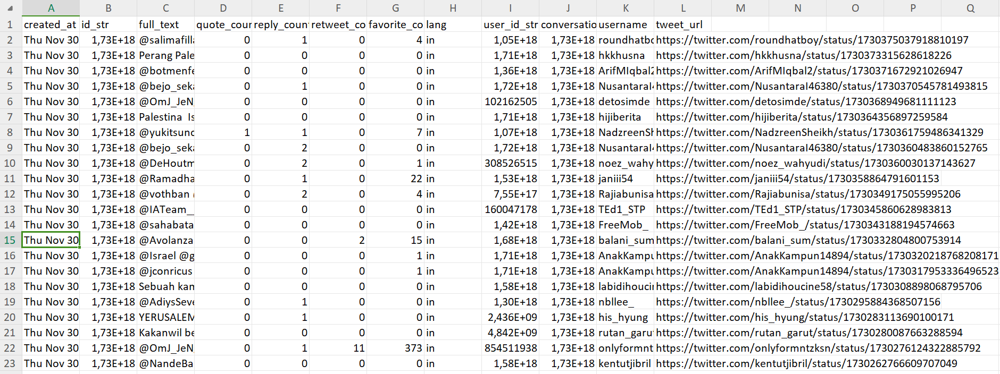 A B C D E F G H I J K L M N O P Q
1 created_at id_str full_text quote_coun reply_count retweet_co favorite_co lang user_id_str conversatio username tweet_url
2 Thu Nov 30 1,73E+18 @salimafilla 0 1 0 4 in 1,05E+18 1,73E+18 roundhatbo https://twitter.com/roundhatboy/status/1730375037918810197
3 Thu Nov 30 1,73E+18 Perang Pale 0 0 0 0 in 1,71E+18 1,73E+18 hkkhusna https://twitter.com/hkkhusna/status/1730373315628618226
4 Thu Nov 30 1,73E+18 @botmenfe 0 0 0 0 in 1,36E+18 1,73E+18 ArifMIqbal2 https://twitter.com/ArifMIqbal2/status/1730371672921026947
5 Thu Nov 30 1,73E+18 @bejo_seka 0 1 0 0 in 1,72E+18 1,73E+18 NusantaraI4 https://twitter.com/NusantaraI46380/status/1730370545781493815
6 Thu Nov 30 1,73E+18 @OmJ_JeN 0 0 0 0 in 102162505 1,73E+18 detosimde https://twitter.com/detosimde/status/1730368949681111123
7 Thu Nov 30 1,73E+18 Palestina Is 0 0 0 0 in 1,71E+18 1,73E+18 hijiberita https://twitter.com/hijiberita/status/1730364356897259584
8 Thu Nov 30 1,73E+18 @yukitsuno 1 1 0 7 in 1,07E+18 1,73E+18 NadzreenSh https://twitter.com/NadzreenSheikh/status/1730361759486341329
9 Thu Nov 30 1,73E+18 @bejo_seka 0 2 0 0 in 1,72E+18 1,73E+18 NusantaraI4 https://twitter.com/NusantaraI46380/status/1730360483860152765
10 Thu Nov 30 1,73E+18 @DeHoutm 0 2 0 1 in 308526515 1,73E+18 noez_wahy https://twitter.com/noez_wahyudi/status/1730360030137143627
11 Thu Nov 30 1,73E+18 @Ramadha 0 1 0 22 in 1,53E+18 1,73E+18 janiii54 https://twitter.com/janiii54/status/1730358864791601153
12 Thu Nov 30 1,73E+18 @vothban 0 2 0 4 in 7,55E+17 1,73E+18 Rajiabunisa https://twitter.com/Rajiabunisa/status/1730349175055995206
13 Thu Nov 30 1,73E+18 @IATeam__ 0 0 0 0 in 160047178 1,73E+18 TEd1_STP https://twitter.com/TEd1_STP/status/1730345860628983813
14 Thu Nov 30 1,73E+18 @sahabata 0 0 0 0 in 1,42E+18 1,73E+18 FreeMob_ https://twitter.com/FreeMob_/status/1730343188194574663
15 Thu Nov 30 1,73E+18 @Avolanza 0 0 2 15 in 1,68E+18 1,73E+18 balani_sum https://twitter.com/balani_sum/status/1730332804800753914
16 Thu Nov 30 1,73E+18 @Israel @g 0 0 0 1 in 1,71E+18 1,73E+18 AnakKampu https://twitter.com/AnakKampun14894/status/1730320218768208171
17 Thu Nov 30 1,73E+18 @jconricus 0 0 0 1 in 1,71E+18 1,73E+18 AnakKampu https://twitter.com/AnakKampun14894/status/1730317953336496523
18 Thu Nov 30 1,73E+18 Sebuah kam 0 0 0 0 in 1,58E+18 1,73E+18 labidihoucin https://twitter.com/labidihoucine58/status/1730308898068795706
19 Thu Nov 30 1,73E+18 @AdiysSeve 0 1 0 0 in 1,30E+18 1,73E+18 nbllee_ https://twitter.com/nbllee_/status/1730295884368507156
20 Thu Nov 30 1,73E+18 YERUSALEM 0 1 0 0 in 2,436E+09 1,73E+18 his_hyung https://twitter.com/his_hyung/status/1730283113690100171
21 Thu Nov 30 1,73E+18 Kakanwil be 0 0 0 0 in 4,842E+09 1,73E+18 rutan_garut https://twitter.com/rutan_garut/status/1730280087663288594
22 Thu Nov 30 1,73E+18 @OmJ_JeN 0 1 11 373 in 854511938 1,73E+18 onlyformnt https://twitter.com/onlyformntzksn/status/1730276124322885792
23 Thu Nov 30 1,73E+18 @NandeBa 0 0 0 0 in 1,58E+18 1,73E+18 kentutjibril https://twitter.com/kentutjibril/status/1730262766609707049